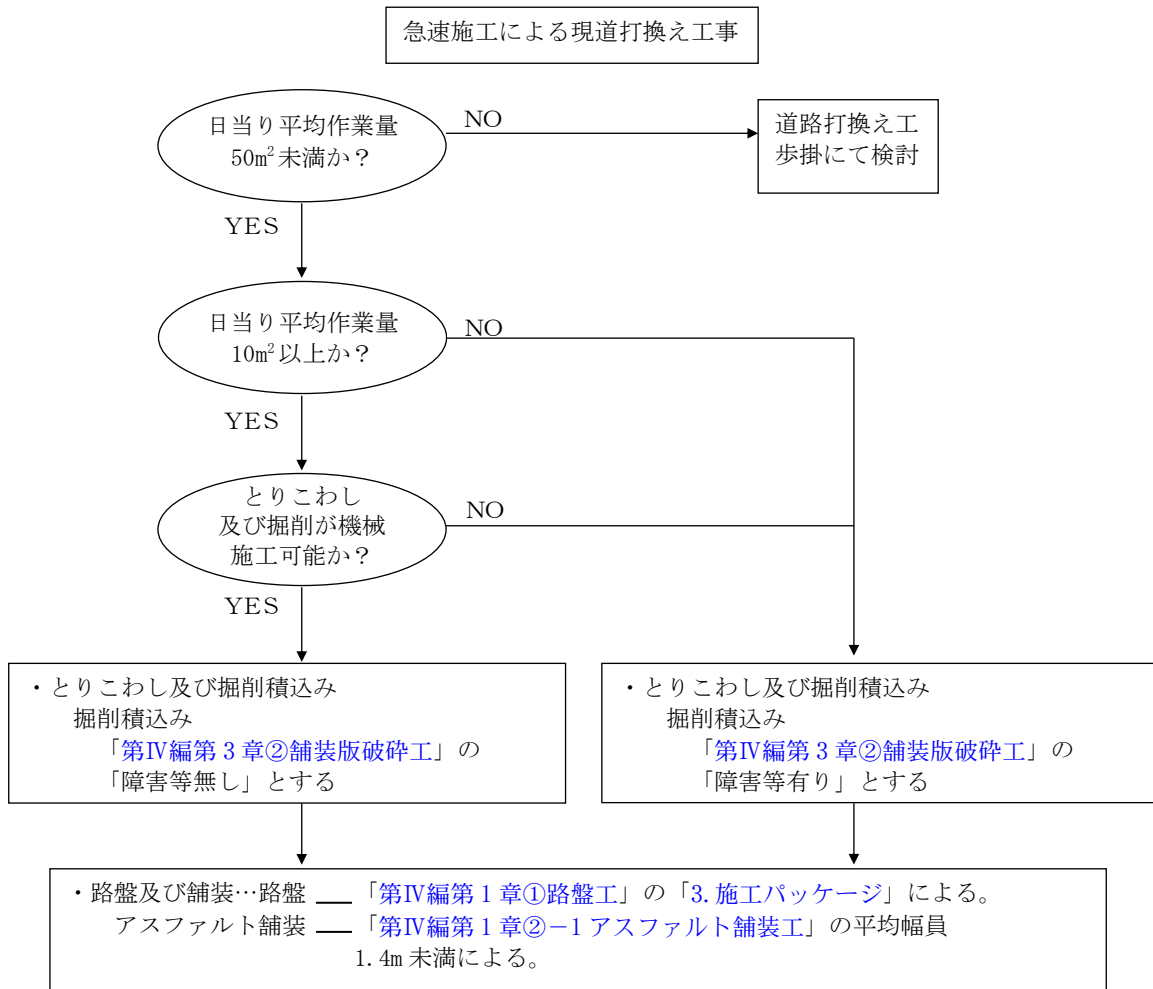 急速施工による現道打換え工事
日当り平均作業量
50m²未満か？
NO
道路打換え工
歩掛にて検討
YES
日当り平均作業量
10m²以上か？
NO
YES
とりこわし
及び掘削が機械
施工可能か？
NO
YES
・とりこわし及び掘削積込み
掘削積込み
「第Ⅳ編第3章②舗装版破砕工」の
「障害等無し」とする
・とりこわし及び掘削積込み
掘削積込み
「第Ⅳ編第3章②舗装版破砕工」の
「障害等有り」とする
・路盤及び舗装…路盤 ― 「第Ⅳ編第1章①路盤工」の「3.施工パッケージ」による。
アスファルト舗装 ― 「第Ⅳ編第1章②－1アスファルト舗装工」の平均幅員
1.4m未満による。